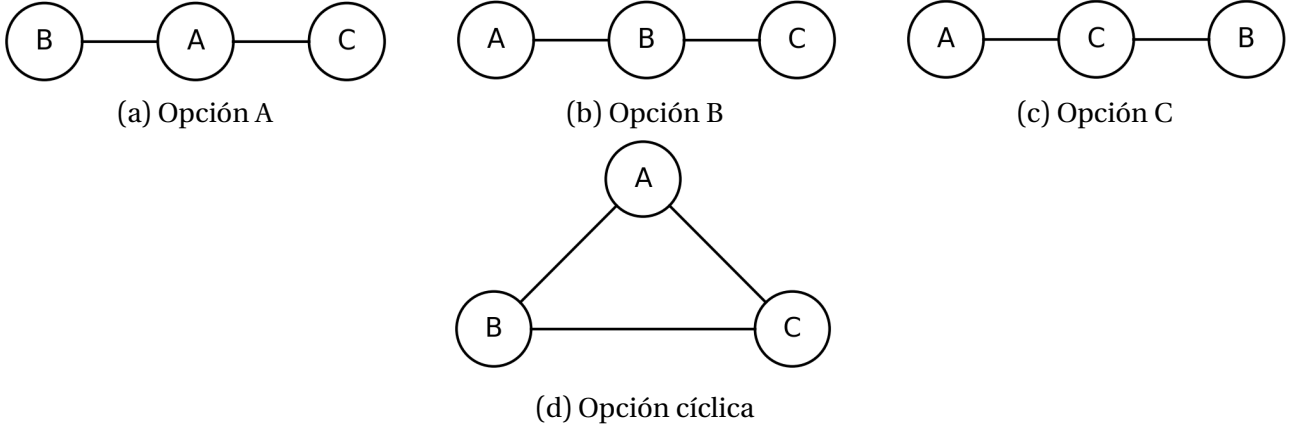 B A C A B C A C B
(a) Opción A (b) Opción B (c) Opción C
A
B C
(d) Opción cíclica